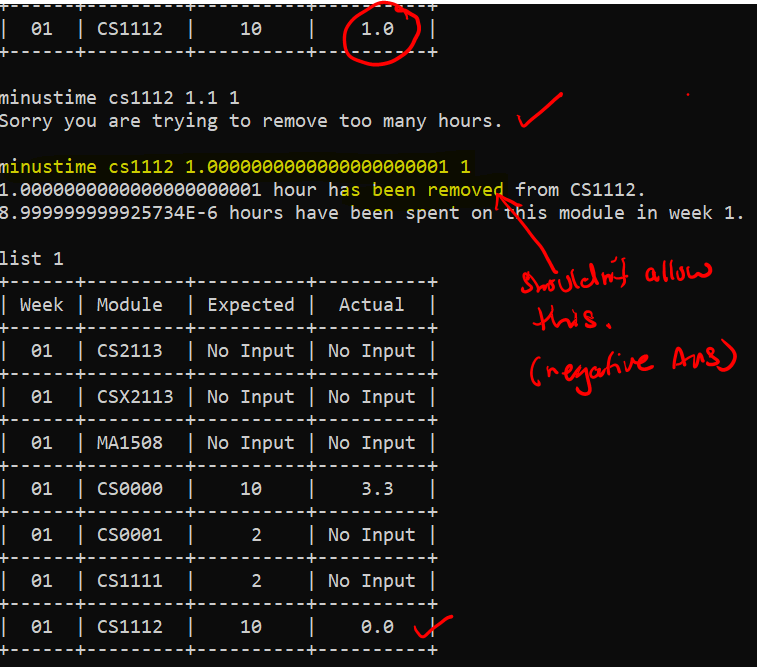 +------+---------+----------+----------+
| 01 | CS1112 | 10 | 1.0 |
+------+---------+----------+----------+
minustime cs1112 1.1 1
Sorry you are trying to remove too many hours.
minustime cs1112 1.0000000000000000000001 1
1.0000000000000000000001 hour has been removed from CS1112.
8.999999999925734E-6 hours have been spent on this module in week 1.
list 1
+------+---------+----------+----------+
| Week | Module | Expected | Actual |
+------+---------+----------+----------+
| 01 | CS2113 | No Input | No Input |
+------+---------+----------+----------+
| 01 | CSX2113 | No Input | No Input |
+------+---------+----------+----------+
| 01 | MA1508 | No Input | No Input |
+------+---------+----------+----------+
| 01 | CS0000 | 10 | 3.3 |
+------+---------+----------+----------+
| 01 | CS0001 | 2 | No Input |
+------+---------+----------+----------+
| 01 | CS1111 | 2 | No Input |
+------+---------+----------+----------+
| 01 | CS1112 | 10 | 0.0 |
+------+---------+----------+----------+
Shouldn't allow
this.
(negative Ans)